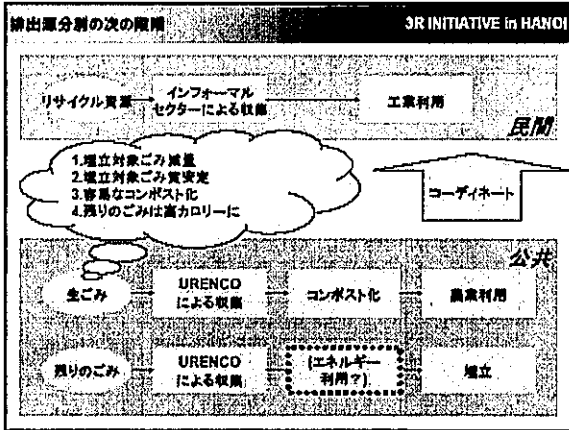 排出源分別の次の階層
3R INITIATIVE in HANOI
リサイクル資源
インフォーマル
セクターによる収集
工業利用
民間
1.埋立対象ごみ減量
2.埋立対象ごみ質安定
3.容易なコンポスト化
4.残りのごみは高カロリーに
コーディネート
公共
生ごみ
URENCO
による収集
コンポスト化
農業利用
残りのごみ
URENCO
による収集
(エネルギー
利用？)
埋立